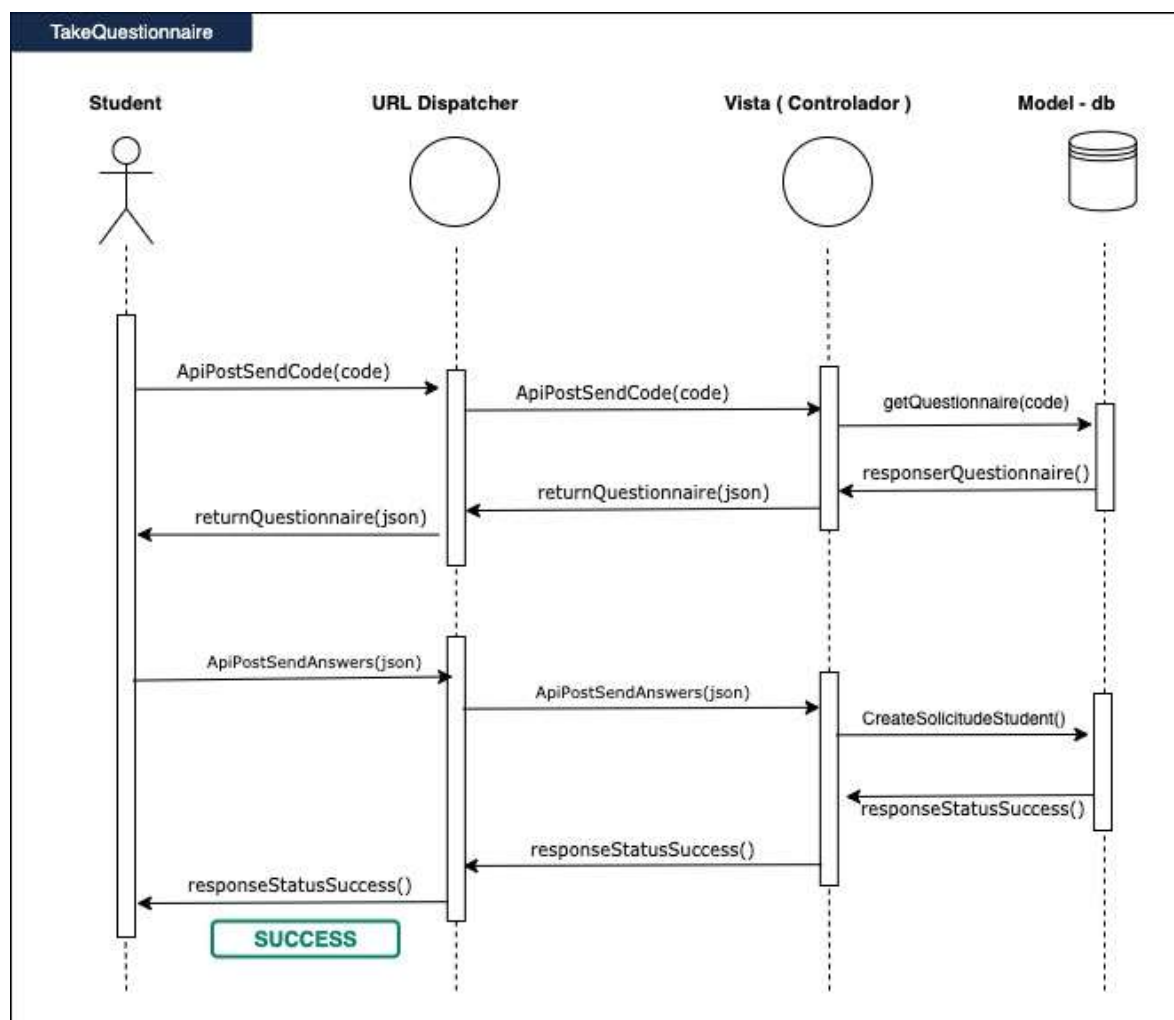 TakeQuestionnaire
Student
URL Dispatcher
Vista ( Controlador )
Model - db
ApiPostSendCode(code)
ApiPostSendCode(code)
getQuestionnaire(code)
responserQuestionnaire()
returnQuestionnaire(json)
returnQuestionnaire(json)
ApiPostSendAnswers(json)
ApiPostSendAnswers(json)
CreateSolicitudeStudent()
responseStatusSuccess()
responseStatusSuccess()
responseStatusSuccess()
SUCCESS